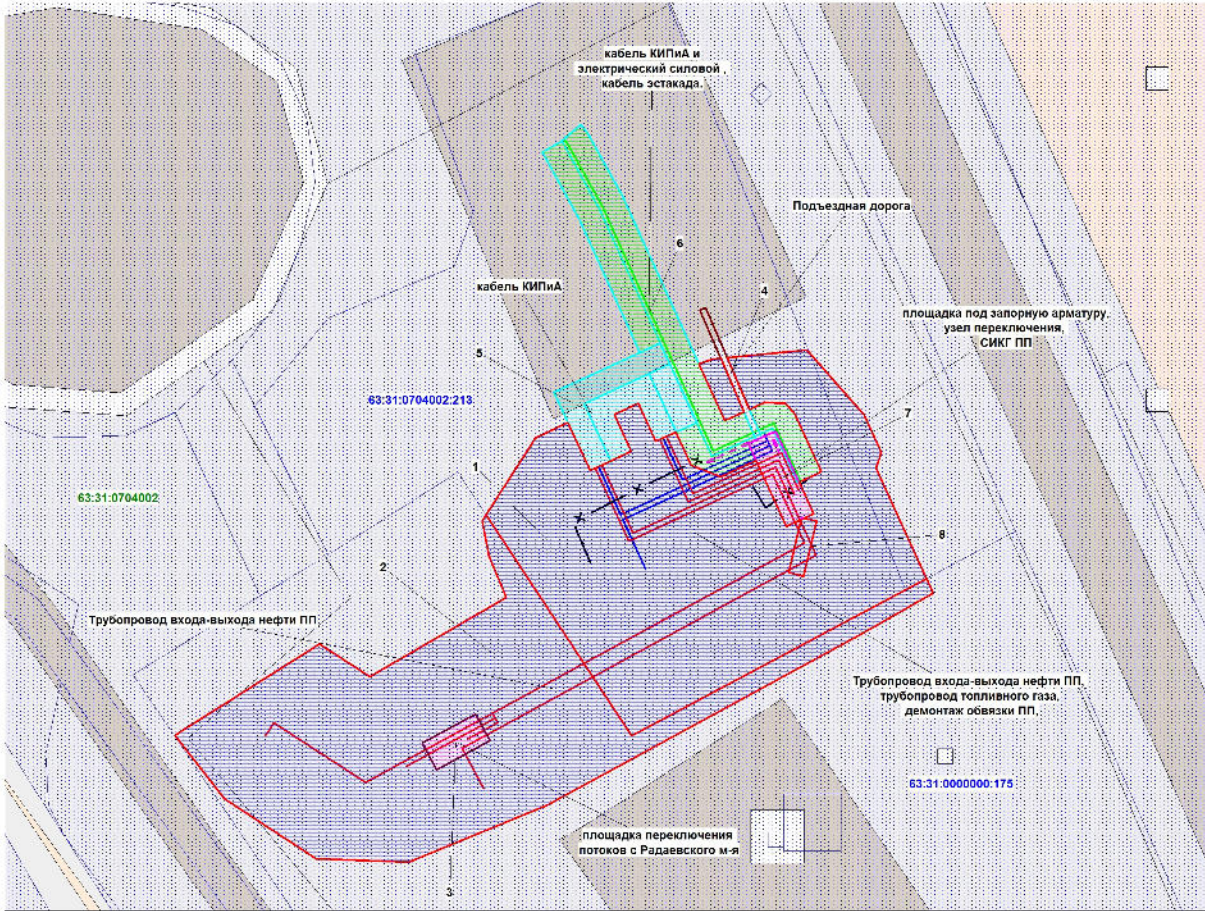 кабель КИПиА и
электрический силовой ,
кабель эстакада.
Подъездная дорога
6
кабель КИПиА
4
площадка под запорную арматуру,
узел переключения,
СИКГ ПП
5
63:31:0704002:213
7
1
63:31:0704002
8
2
Трубопровод входа-выхода нефти ПП
Трубопровод входа-выхода нефти ПП,
трубопровод топливного газа,
демонтаж обвязки ПП,
63:31:0000000:175
площадка переключения
потоков с Радаевского м-я
3